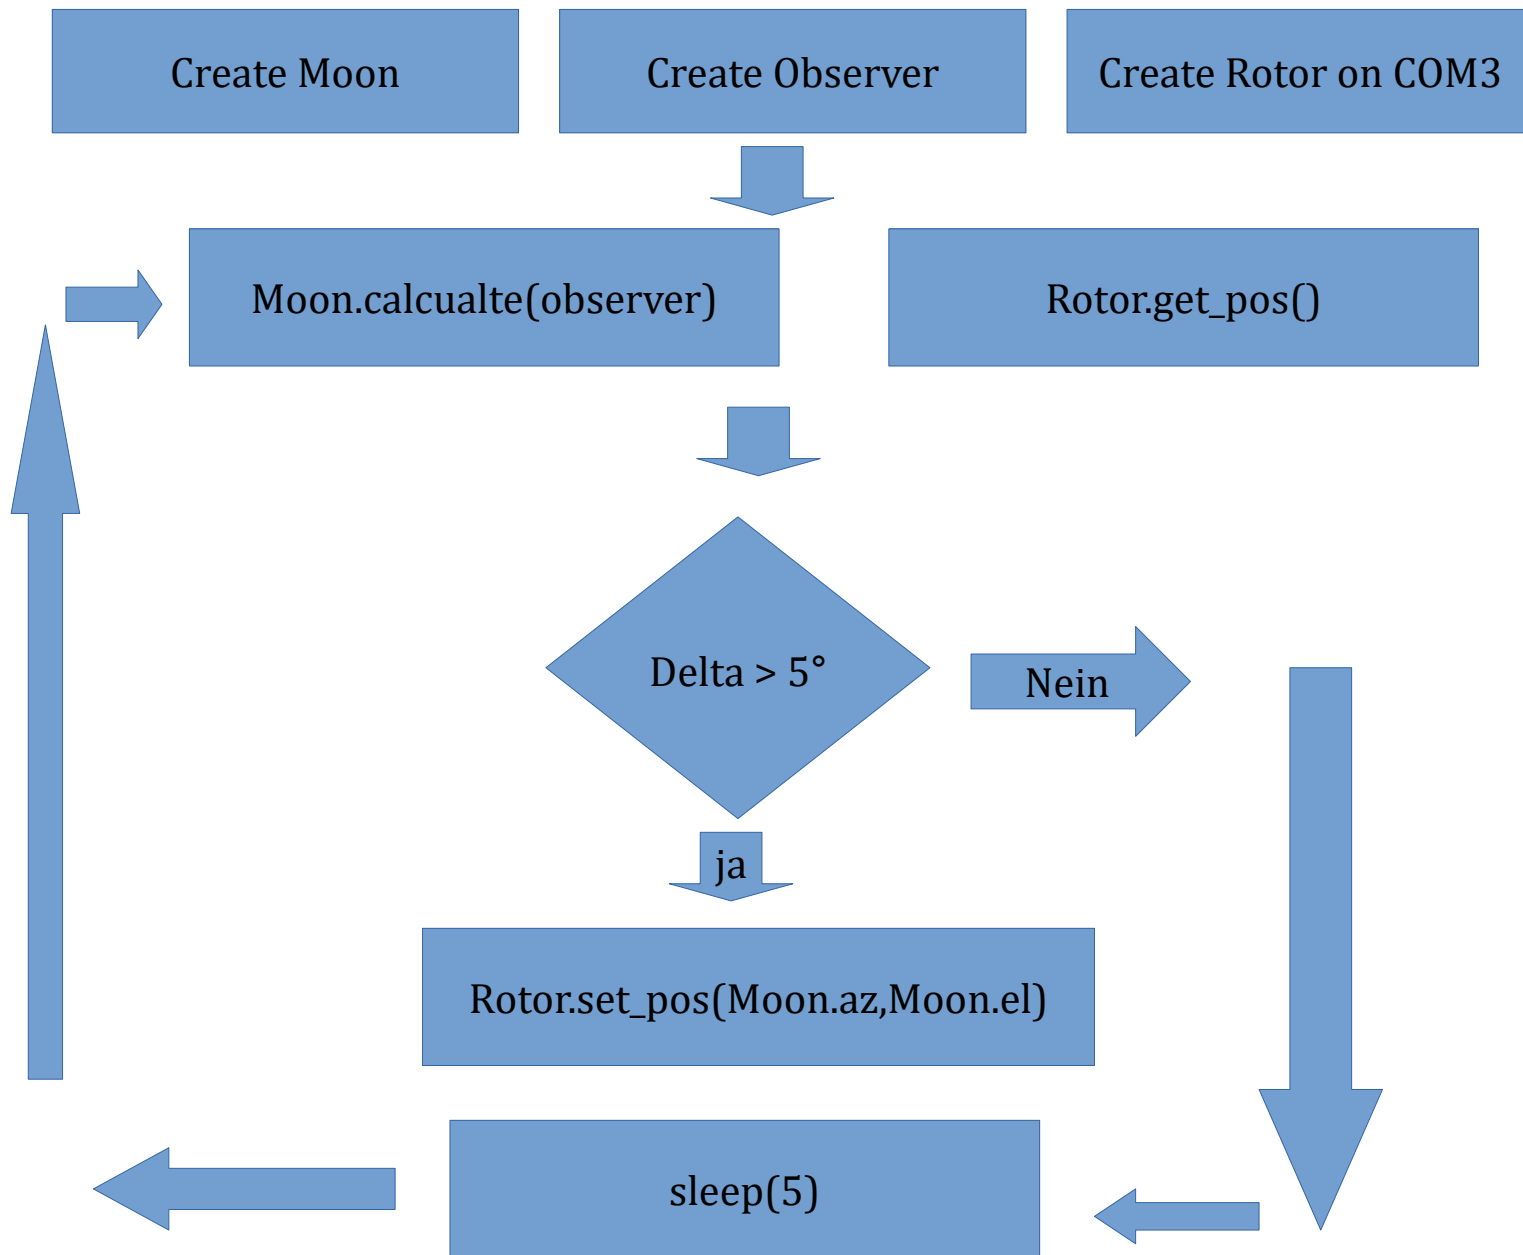 Create Moon
Create Observer
Create Rotor on COM3
Moon.calcualte(observer)
Rotor.get_pos()
Delta > 5°
Nein
ja
Rotor.set_pos(Moon.az,Moon.el)
sleep(5)